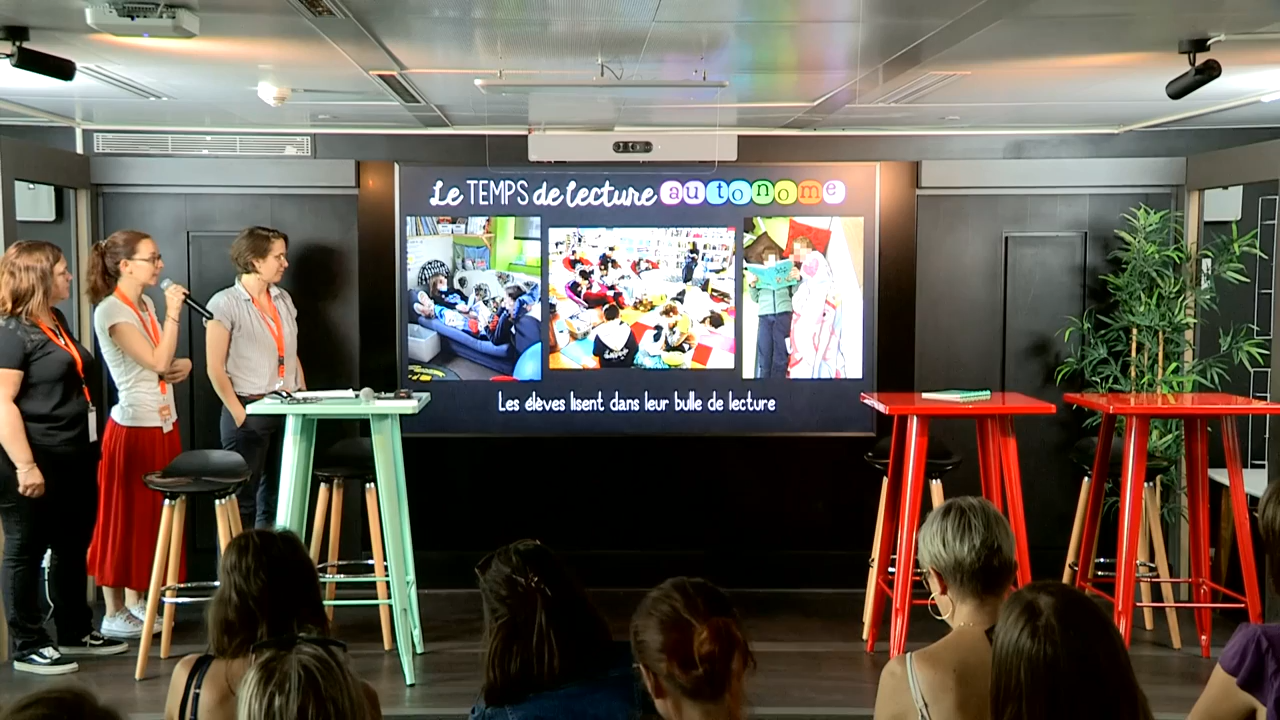 Le TEMPS de lecture autonome
Les élèves lisent dans leur bulle de lecture